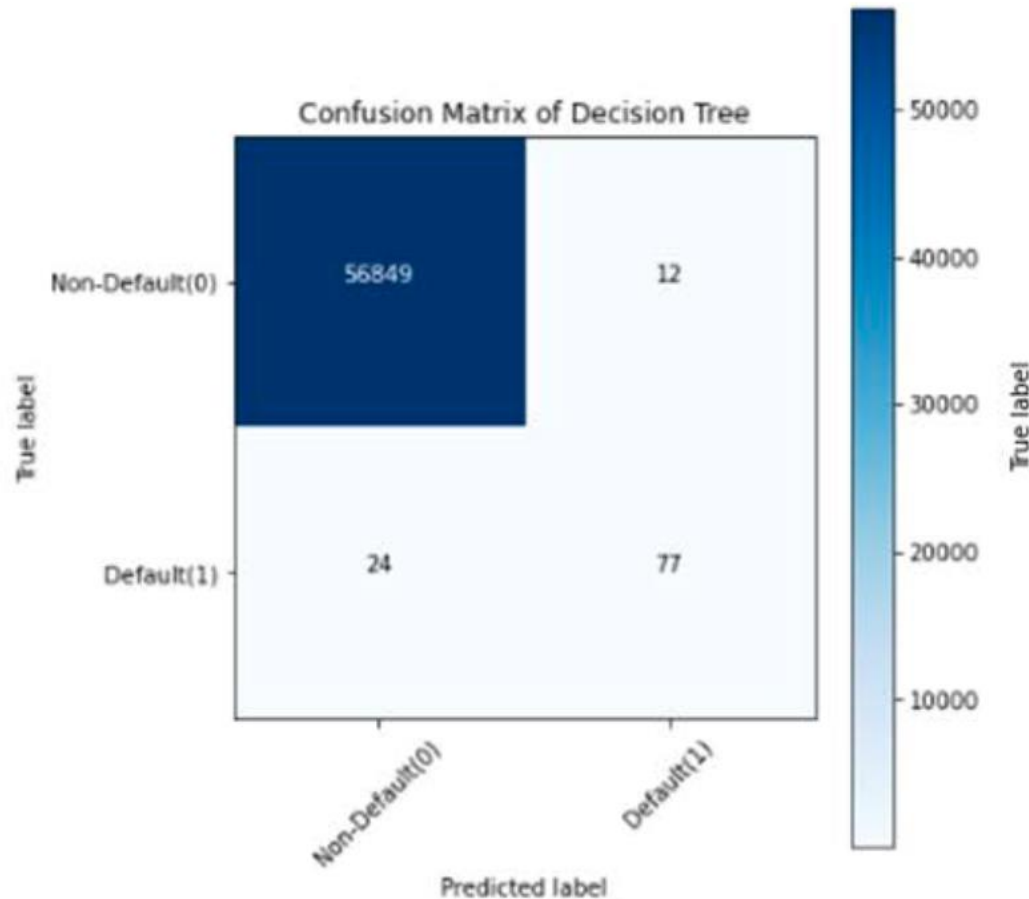 Confusion Matrix of Decision Tree
50000
40000
30000
20000
10000
True label
True label
Non-Default(0)
56849
12
Default(1)
24
77
Non-Default(0)
Default(1)
Predicted label